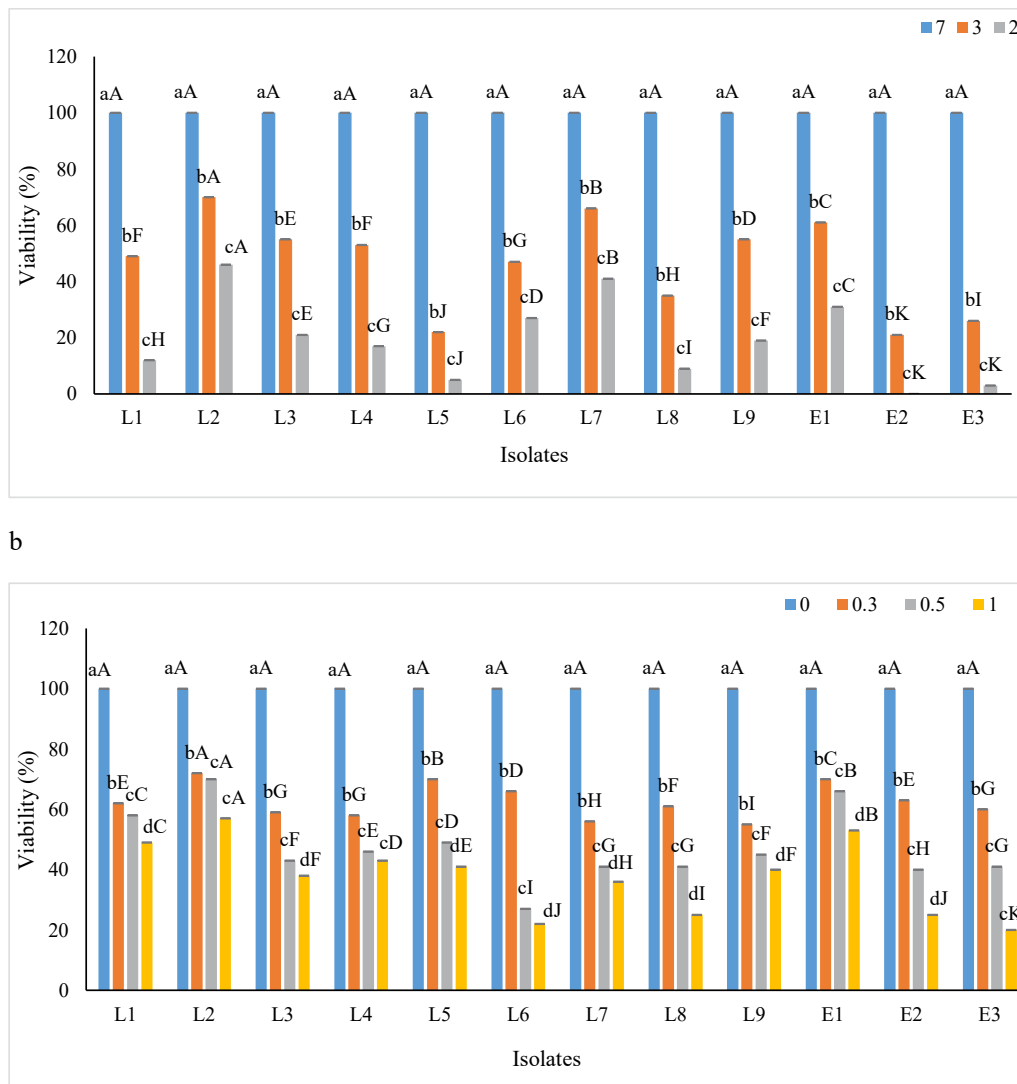 7 3 2
120
100
80
60
40
20
0
Viability (%)
aA aA aA aA aA aA aA aA aA aA aA aA
bF bA cA bE bF bJ bG bB bH bD bC bK bI
cH cE cG cJ cD cB cI cF cC cK cK
L1 L2 L3 L4 L5 L6 L7 L8 L9 E1 E2 E3
Isolates
b
0 0.3 0.5 1
120
100
80
60
40
20
0
Viability (%)
aA aA aA aA aA aA aA aA aA aA aA aA
bE bA bG bG bB bD bH bF bI bC bE bG
cC cA cF cE cD cI cG cG cF cB cH cG
dC cA dF cD dE dJ dH dI dF dB dJ cK
L1 L2 L3 L4 L5 L6 L7 L8 L9 E1 E2 E3
Isolates